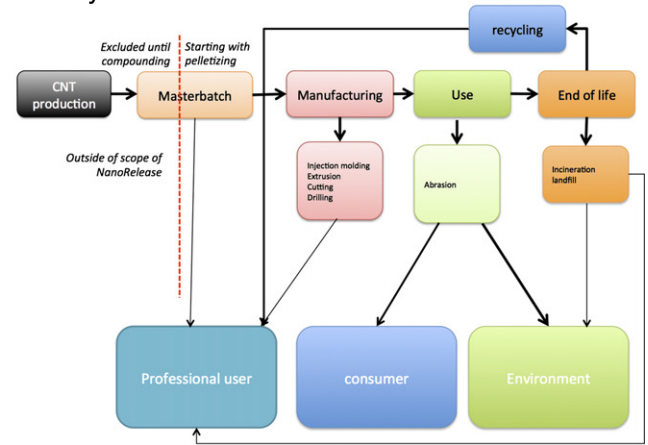 recycling
Excluded until
compounding
Starting with
pelletizing
CNT
production
Masterbatch
Manufacturing
Use
End of life
Outside of scope of
NanoRelease
Injection molding
Extrusion
Cutting
Drilling
Abrasion
Incineration
landfill
Professional user
consumer
Environment